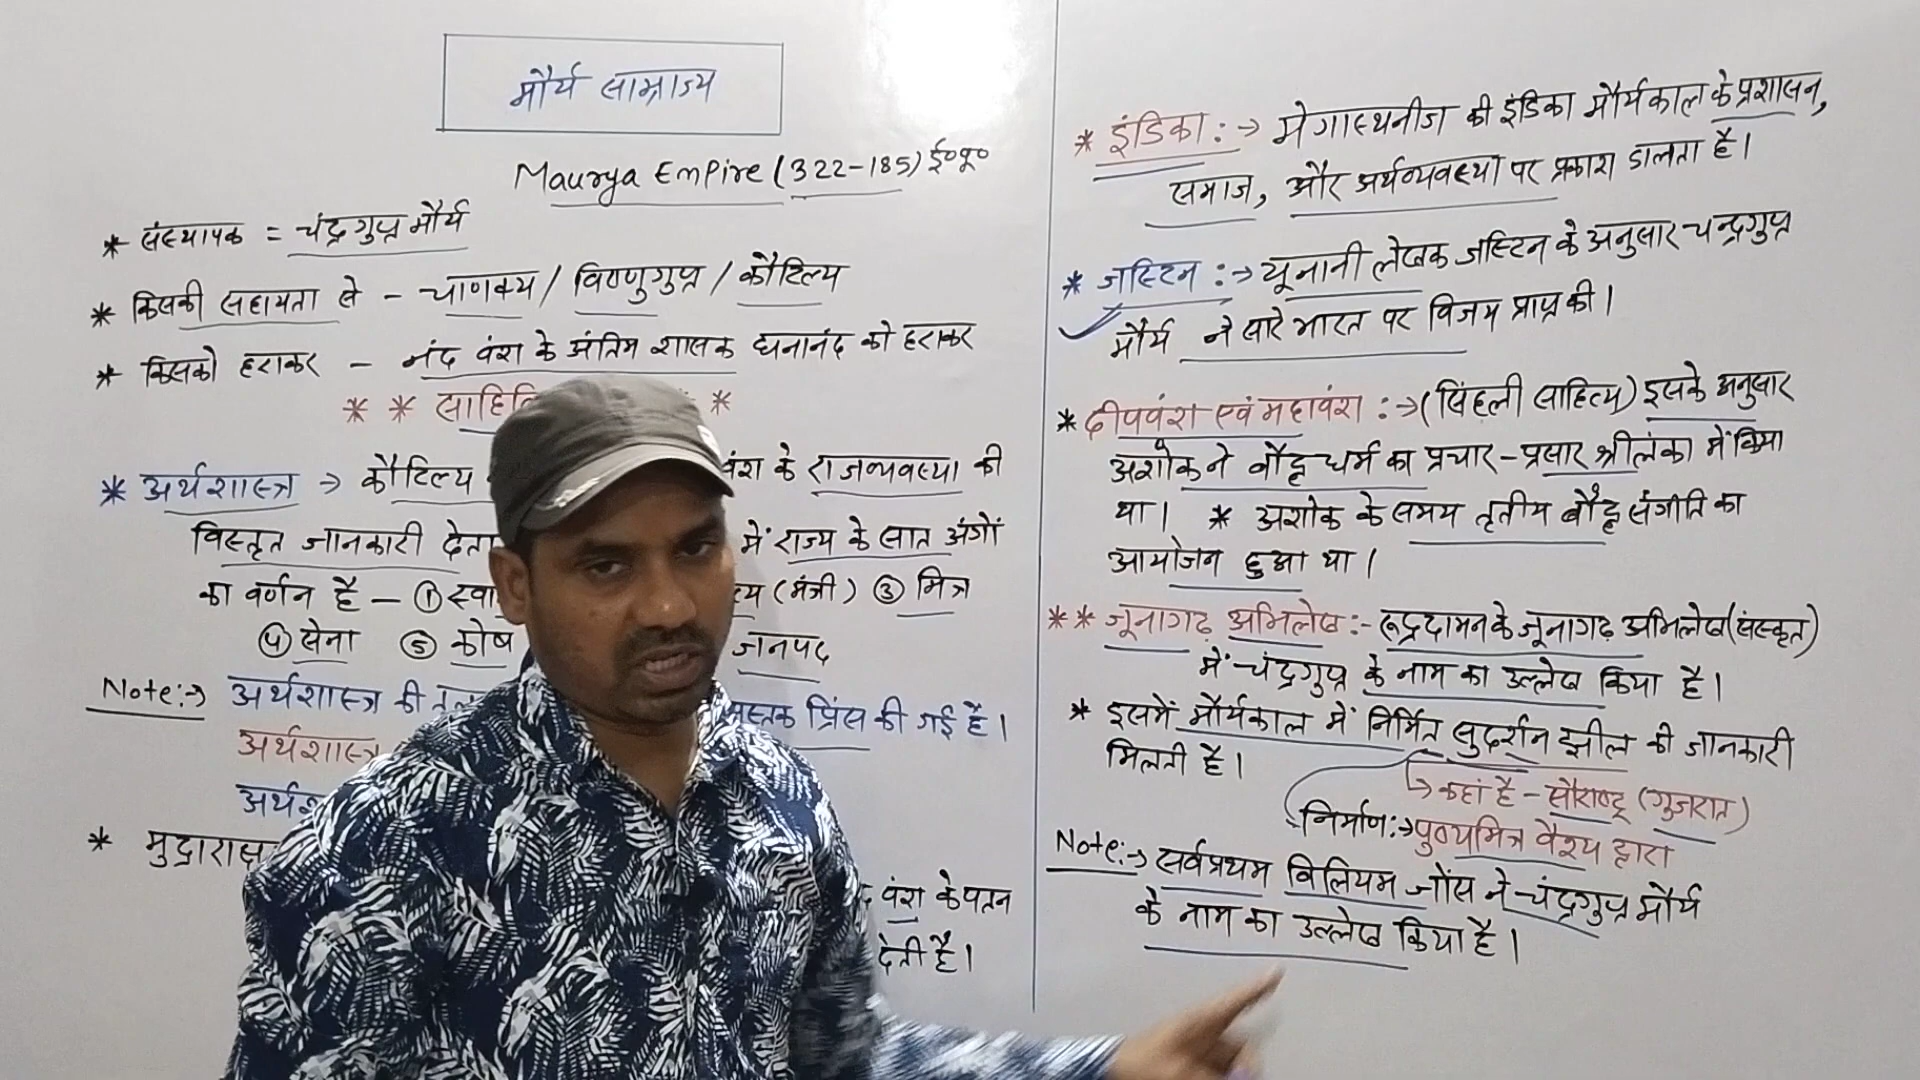 मौर्य साम्राज्य
Maurya Empire (322-185) ई०पू०
* संस्थापक = चंद्रगुप्त मौर्य
* किसकी सहायता से - चाणक्य / विष्णुगुप्त / कौटिल्य
* किसको हराकर - नंद वंश के अंतिम शासक घनानंद को हराकर
* * *
* अर्थशास्त्र → कौटिल्य वंश के राजव्यवस्था की
विस्तृत जानकारी देता में राज्य के सात अंगों
का वर्णन है - ① (मंत्री) ③ मित्र
④ सेना ⑤ कोष जनपद
Note:→ अर्थशास्त्र की प्रिंस की गई है।
अर्थशास्त्र
*
वंश के पतन
देती है।
* इंडिका :→ मेगास्थनीज की इंडिका मौर्यकाल के प्रशासन,
समाज, और अर्थव्यवस्था पर प्रकाश डालता है।
* जस्टिन :→ यूनानी लेखक जस्टिन के अनुसार चन्द्रगुप्त
मौर्य ने सारे भारत पर विजय प्राप्त की।
* दीपवंश एवं महावंश :→ (सिंहली साहित्य) इसके अनुसार
अशोक ने बौद्ध धर्म का प्रचार-प्रसार श्रीलंका में किया
था। * अशोक के समय तृतीय बौद्ध संगीति का
आयोजन हुआ था।
* * जूनागढ़ अभिलेख :- रूद्रदामन के जूनागढ़ अभिलेख (संस्कृत)
में चंद्रगुप्त के नाम का उल्लेख किया है।
* इसमें मौर्यकाल में निर्मित सुदर्शन झील की जानकारी
मिलती है।
→ कहां है - सौराष्ट्र (गुजरात)
निर्माण:→ पुष्यमित्र वैश्य द्वारा
Note:→ सर्वप्रथम विलियम जोंस ने चंद्रगुप्त मौर्य
के नाम का उल्लेख किया है।